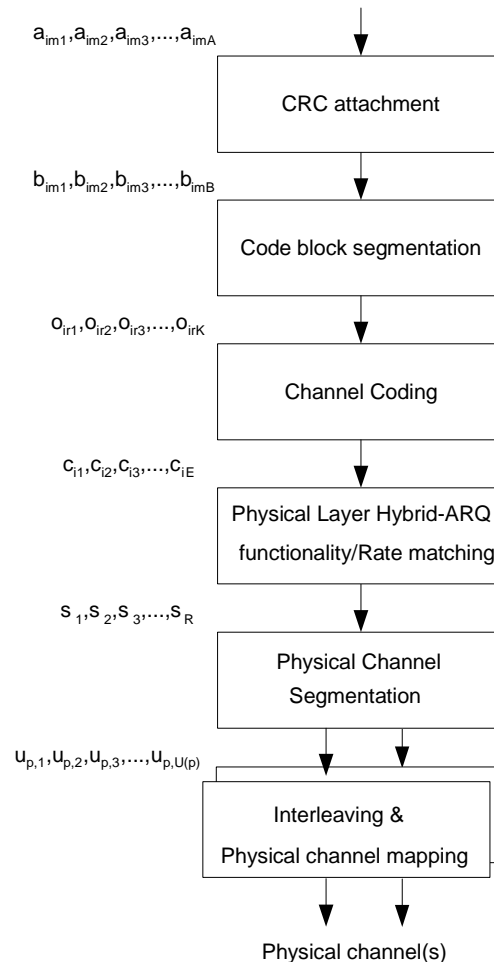 a_im1,a_im2,a_im3,...,a_imA
CRC attachment
b_im1,b_im2,b_im3,...,b_imB
Code block segmentation
o_ir1,o_ir2,o_ir3,...,o_irK
Channel Coding
c_i1,c_i2,c_i3,...,c_iE
Physical Layer Hybrid-ARQ
functionality/Rate matching
s_1,s_2,s_3,...,s_R
Physical Channel
Segmentation
u_p,1,u_p,2,u_p,3,...,u_p,U(p)
Interleaving &
Physical channel mapping
Physical channel(s)